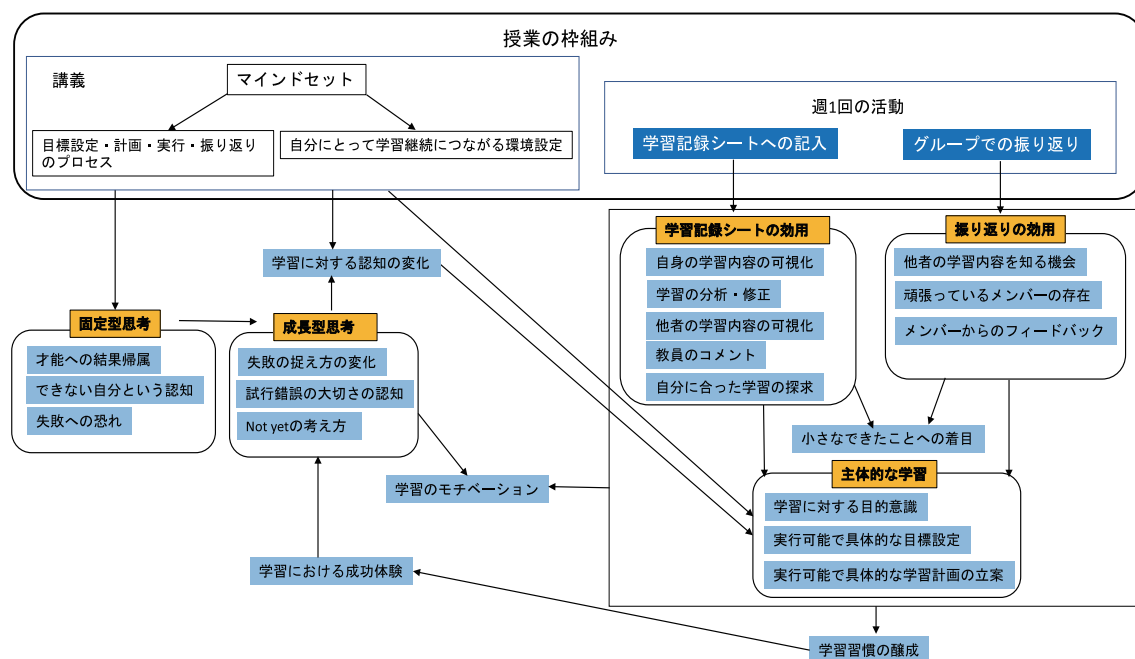 授業の枠組み
講義
マインドセット
目標設定・計画・実行・振り返り
のプロセス
自分にとって学習継続につながる環境設定
週1回の活動
学習記録シートへの記入
グループでの振り返り
学習に対する認知の変化
固定型思考
才能への結果帰属
できない自分という認知
失敗への恐れ
成長型思考
失敗の捉え方の変化
試行錯誤の大切さの認知
Not yetの考え方
学習記録シートの効用
自身の学習内容の可視化
学習の分析・修正
他者の学習内容の可視化
教員のコメント
自分に合った学習の探求
振り返りの効用
他者の学習内容を知る機会
頑張っているメンバーの存在
メンバーからのフィードバック
小さなできたことへの着目
主体的な学習
学習に対する目的意識
実行可能で具体的な目標設定
実行可能で具体的な学習計画の立案
学習のモチベーション
学習における成功体験
学習習慣の醸成